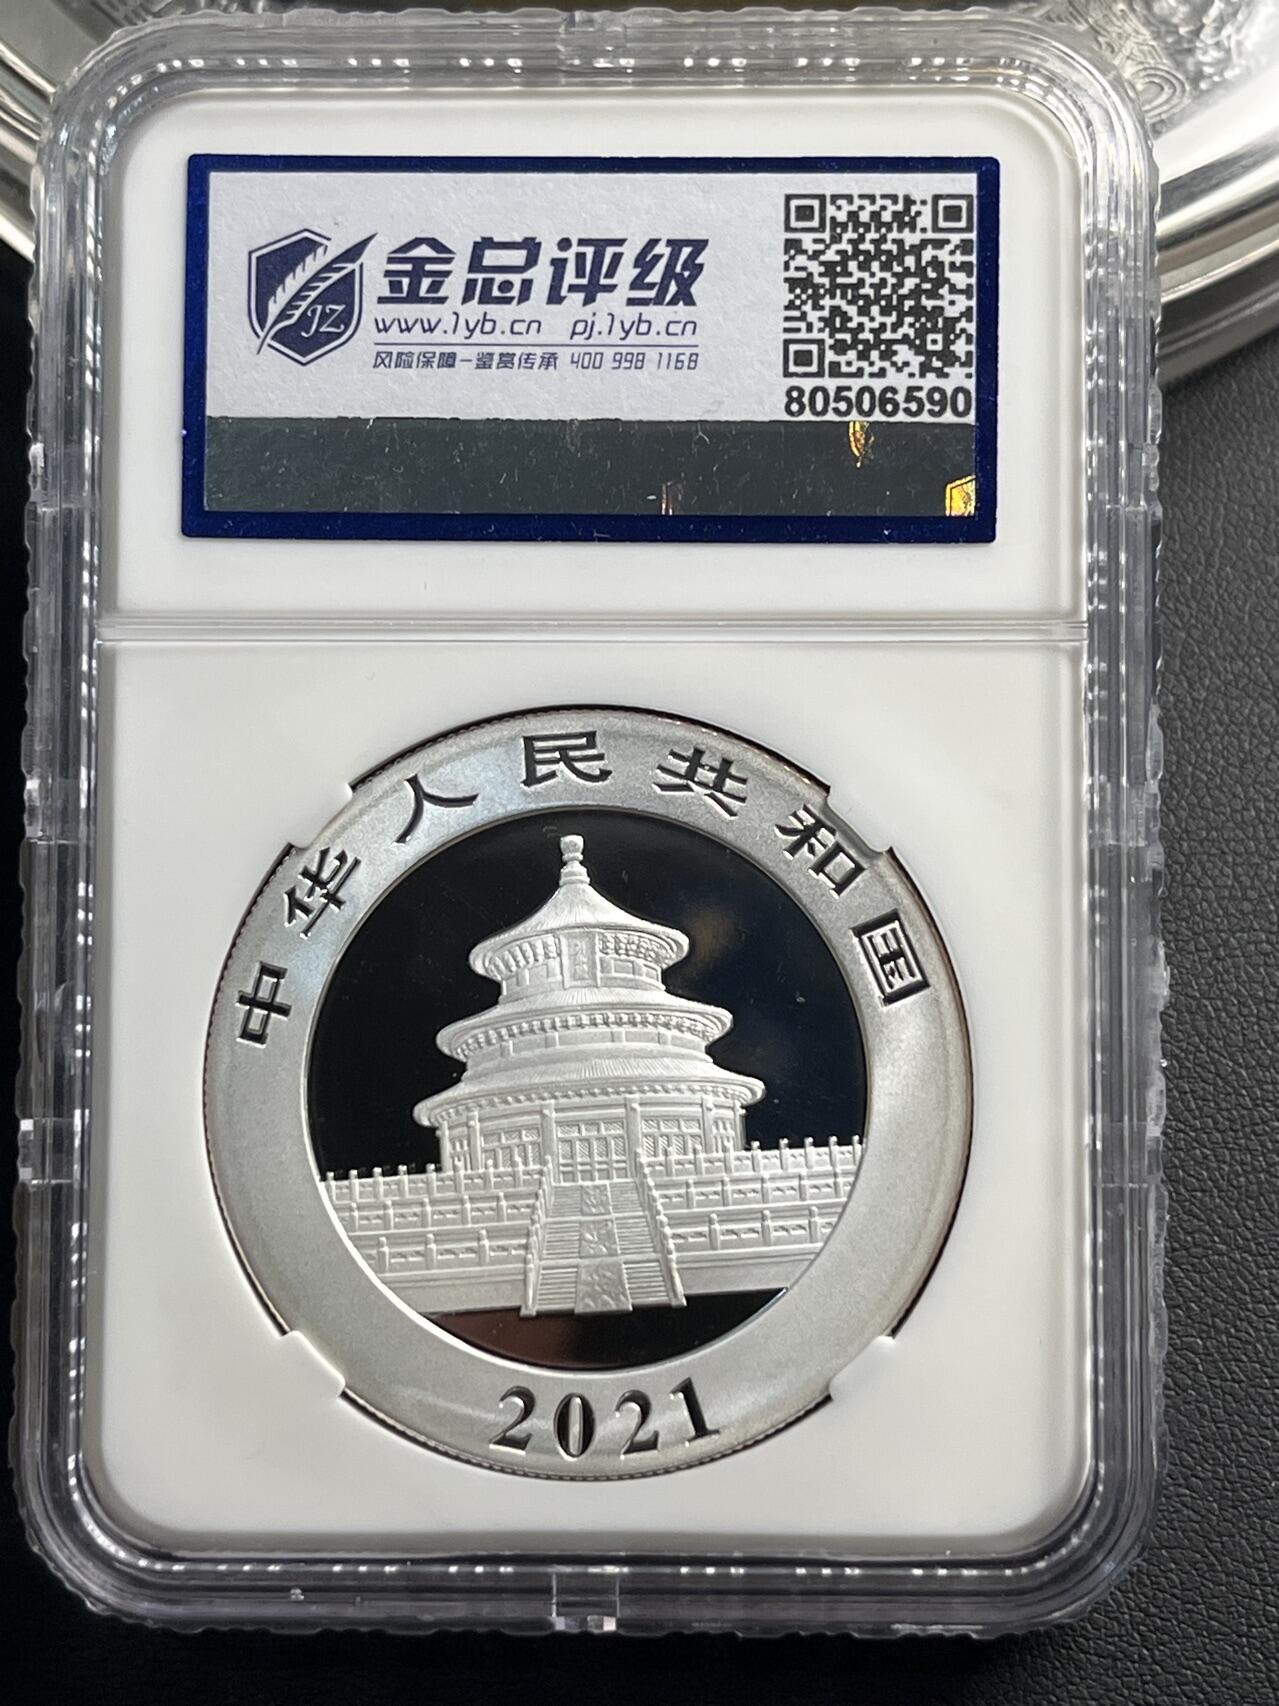 金总评级
JZ
www.1yb.cn pj.1yb.cn
风险保障—鉴赏传承 400 998 1168
80506590
中华人民共和国
2021